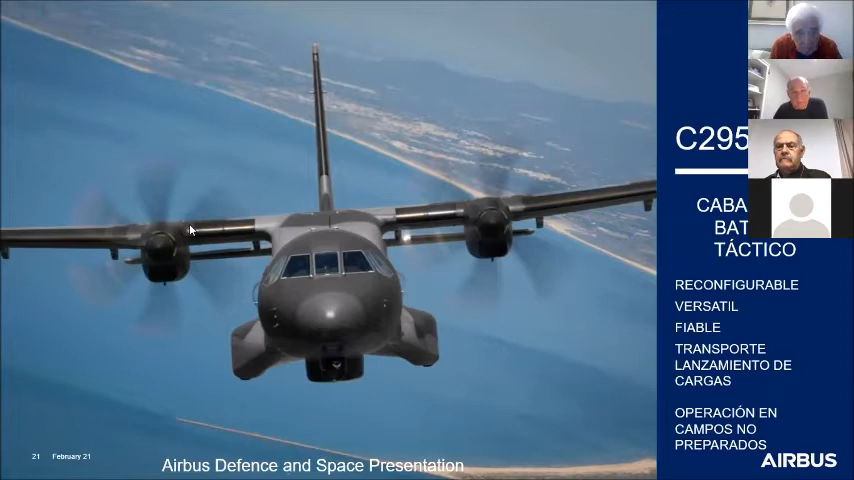 C295
CABA
BAT
TÁCTICO
RECONFIGURABLE
VERSATIL
FIABLE
TRANSPORTE
LANZAMIENTO DE
CARGAS
OPERACIÓN EN
CAMPOS NO
PREPARADOS
AIRBUS
21 February 21
Airbus Defence and Space Presentation